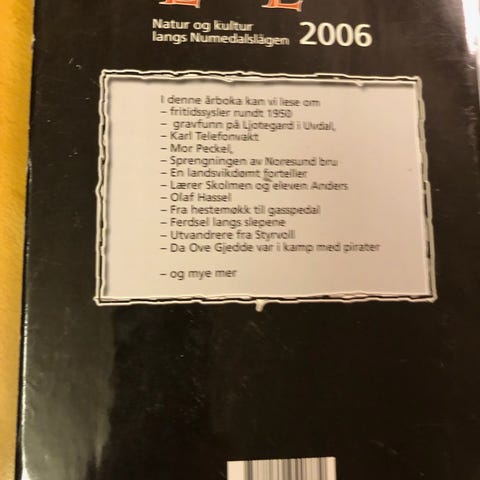 Natur og kultur
langs Numedalslågen 2006
I denne årboka kan vi lese om
– fritidssysler rundt 1950
– gravfunn på Ljotegard i Uvdal,
– Karl Telefonvakt
– Mor Peckel,
– Sprengningen av Noresund bru
– En landsvikdømt forteller
– Lærer Skolmen og eleven Anders
– Olaf Hassel
– Fra hestemøkk til gasspedal
– Ferdsel langs slepene
– Utvandrere fra Styrvoll
– Da Ove Gjedde var i kamp med pirater
– og mye mer